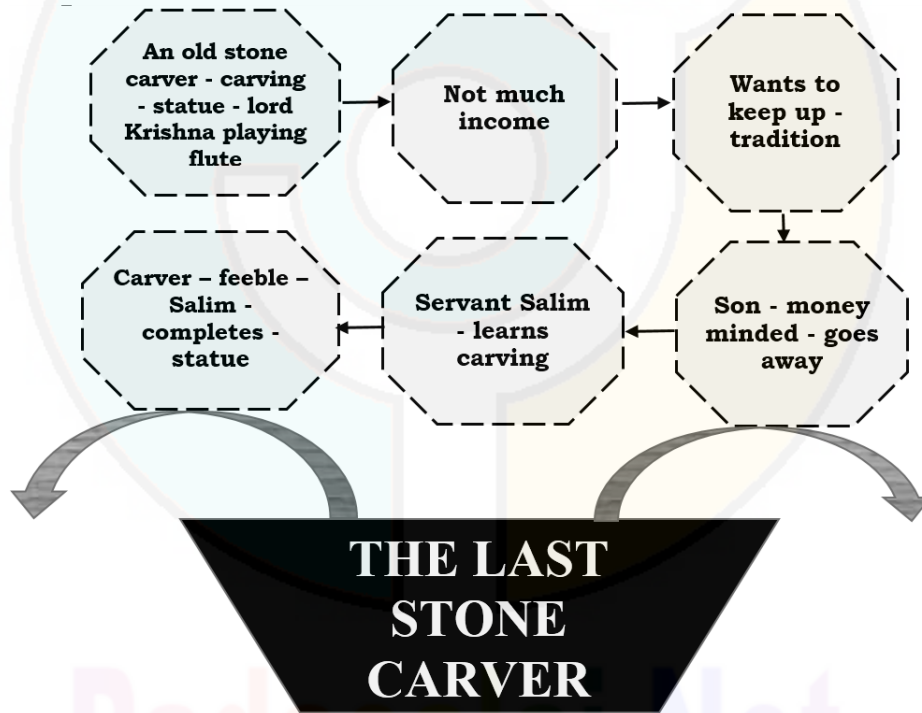 An old stone
carver - carving
- statue - lord
Krishna playing
flute
Not much
income
Wants to
keep up -
tradition
Son - money
minded - goes
away
Servant Salim
- learns
carving
Carver – feeble –
Salim -
completes -
statue
THE LAST
STONE
CARVER